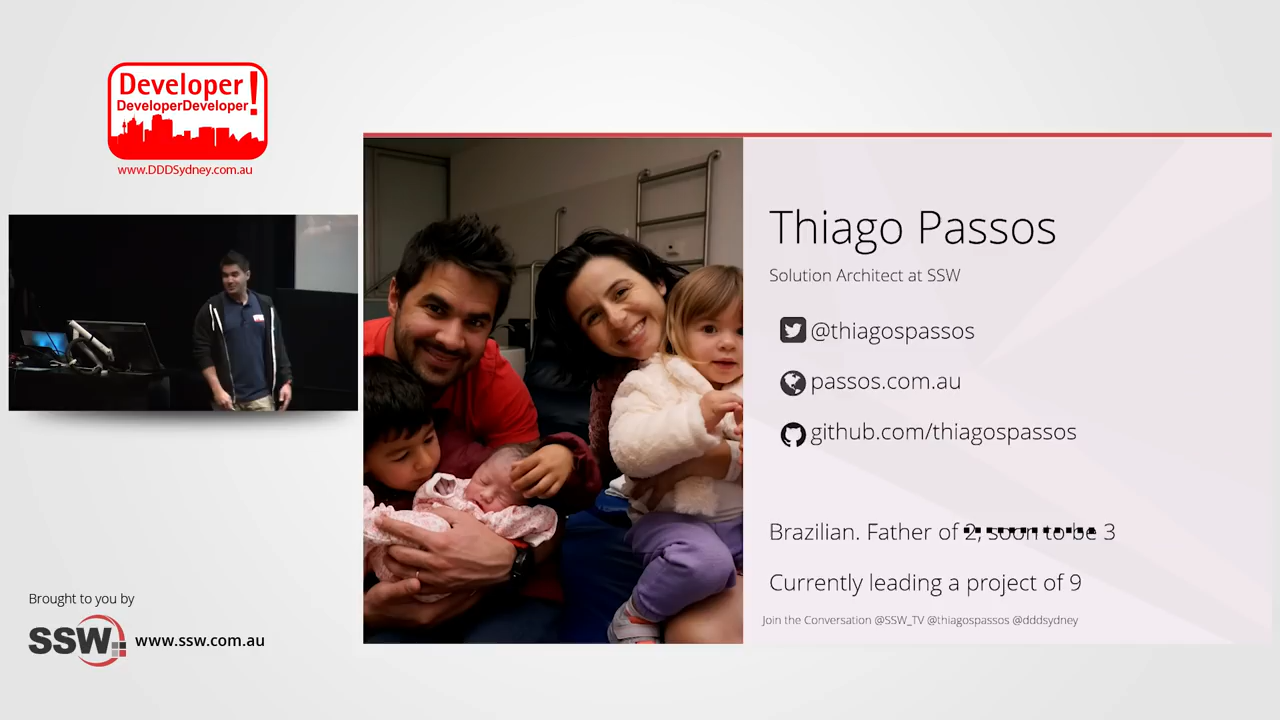 Developer!
DeveloperDeveloper
www.DDDSydney.com.au
Thiago Passos
Solution Architect at SSW
@thiagospassos
passos.com.au
github.com/thiagospassos
Brazilian. Father of 2, soon to be 3
Currently leading a project of 9
Join the Conversation @SSW_TV @thiagospassos @dddsydney
Brought to you by
SSW
www.ssw.com.au